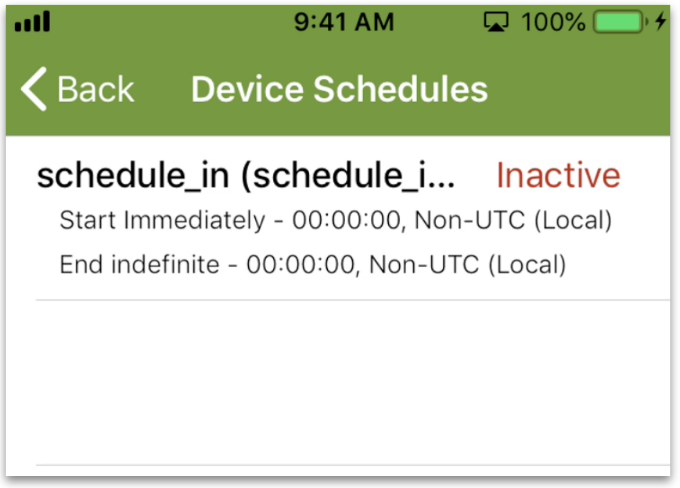 9:41 AM 100%
Back Device Schedules
schedule_in (schedule_i... Inactive
Start Immediately - 00:00:00, Non-UTC (Local)
End indefinite - 00:00:00, Non-UTC (Local)